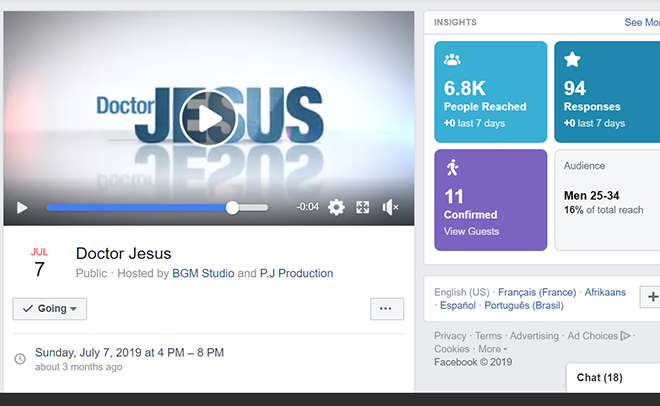 Doctor JESUS
-0:04
JUL
7
Doctor Jesus
Public · Hosted by BGM Studio and P.J Production
Going
Sunday, July 7, 2019 at 4 PM – 8 PM
about 3 months ago
INSIGHTS
See Mo
6.8K
People Reached
+0 last 7 days
94
Responses
+0 last 7 days
11
Confirmed
View Guests
Audience
Men 25-34
16% of total reach
English (US) · Français (France) · Afrikaans
· Español · Português (Brasil)
Privacy · Terms · Advertising · Ad Choices ·
Cookies · More
Facebook © 2019
Chat (18)